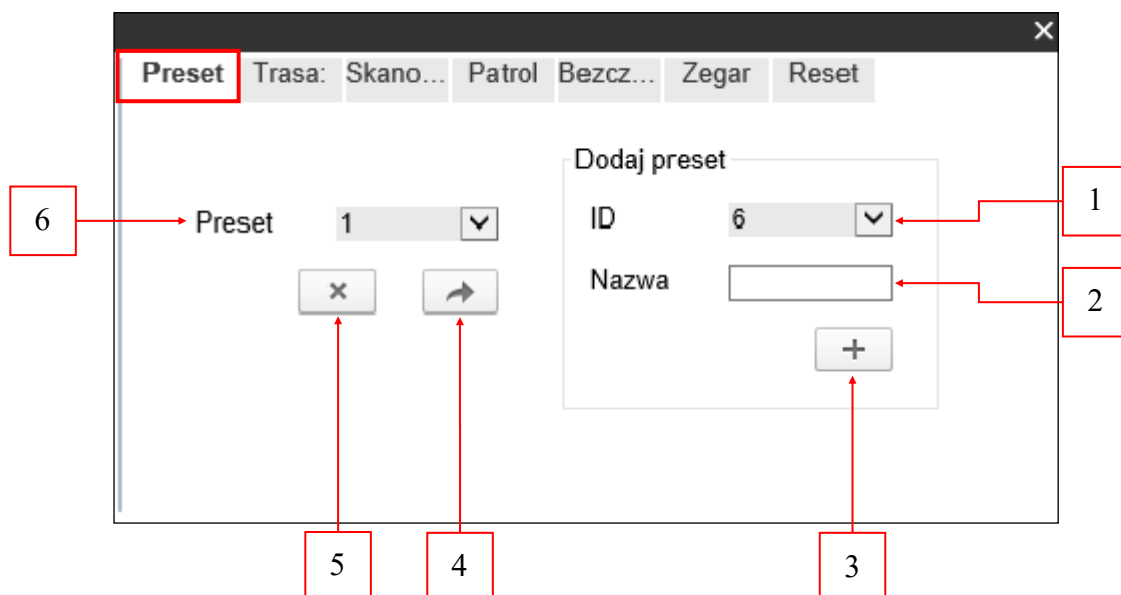 Preset Trasa: Skano... Patrol Bezcz... Zegar Reset
Dodaj preset
6 Preset 1 ID 6 1
Nazwa 2
5 4 3